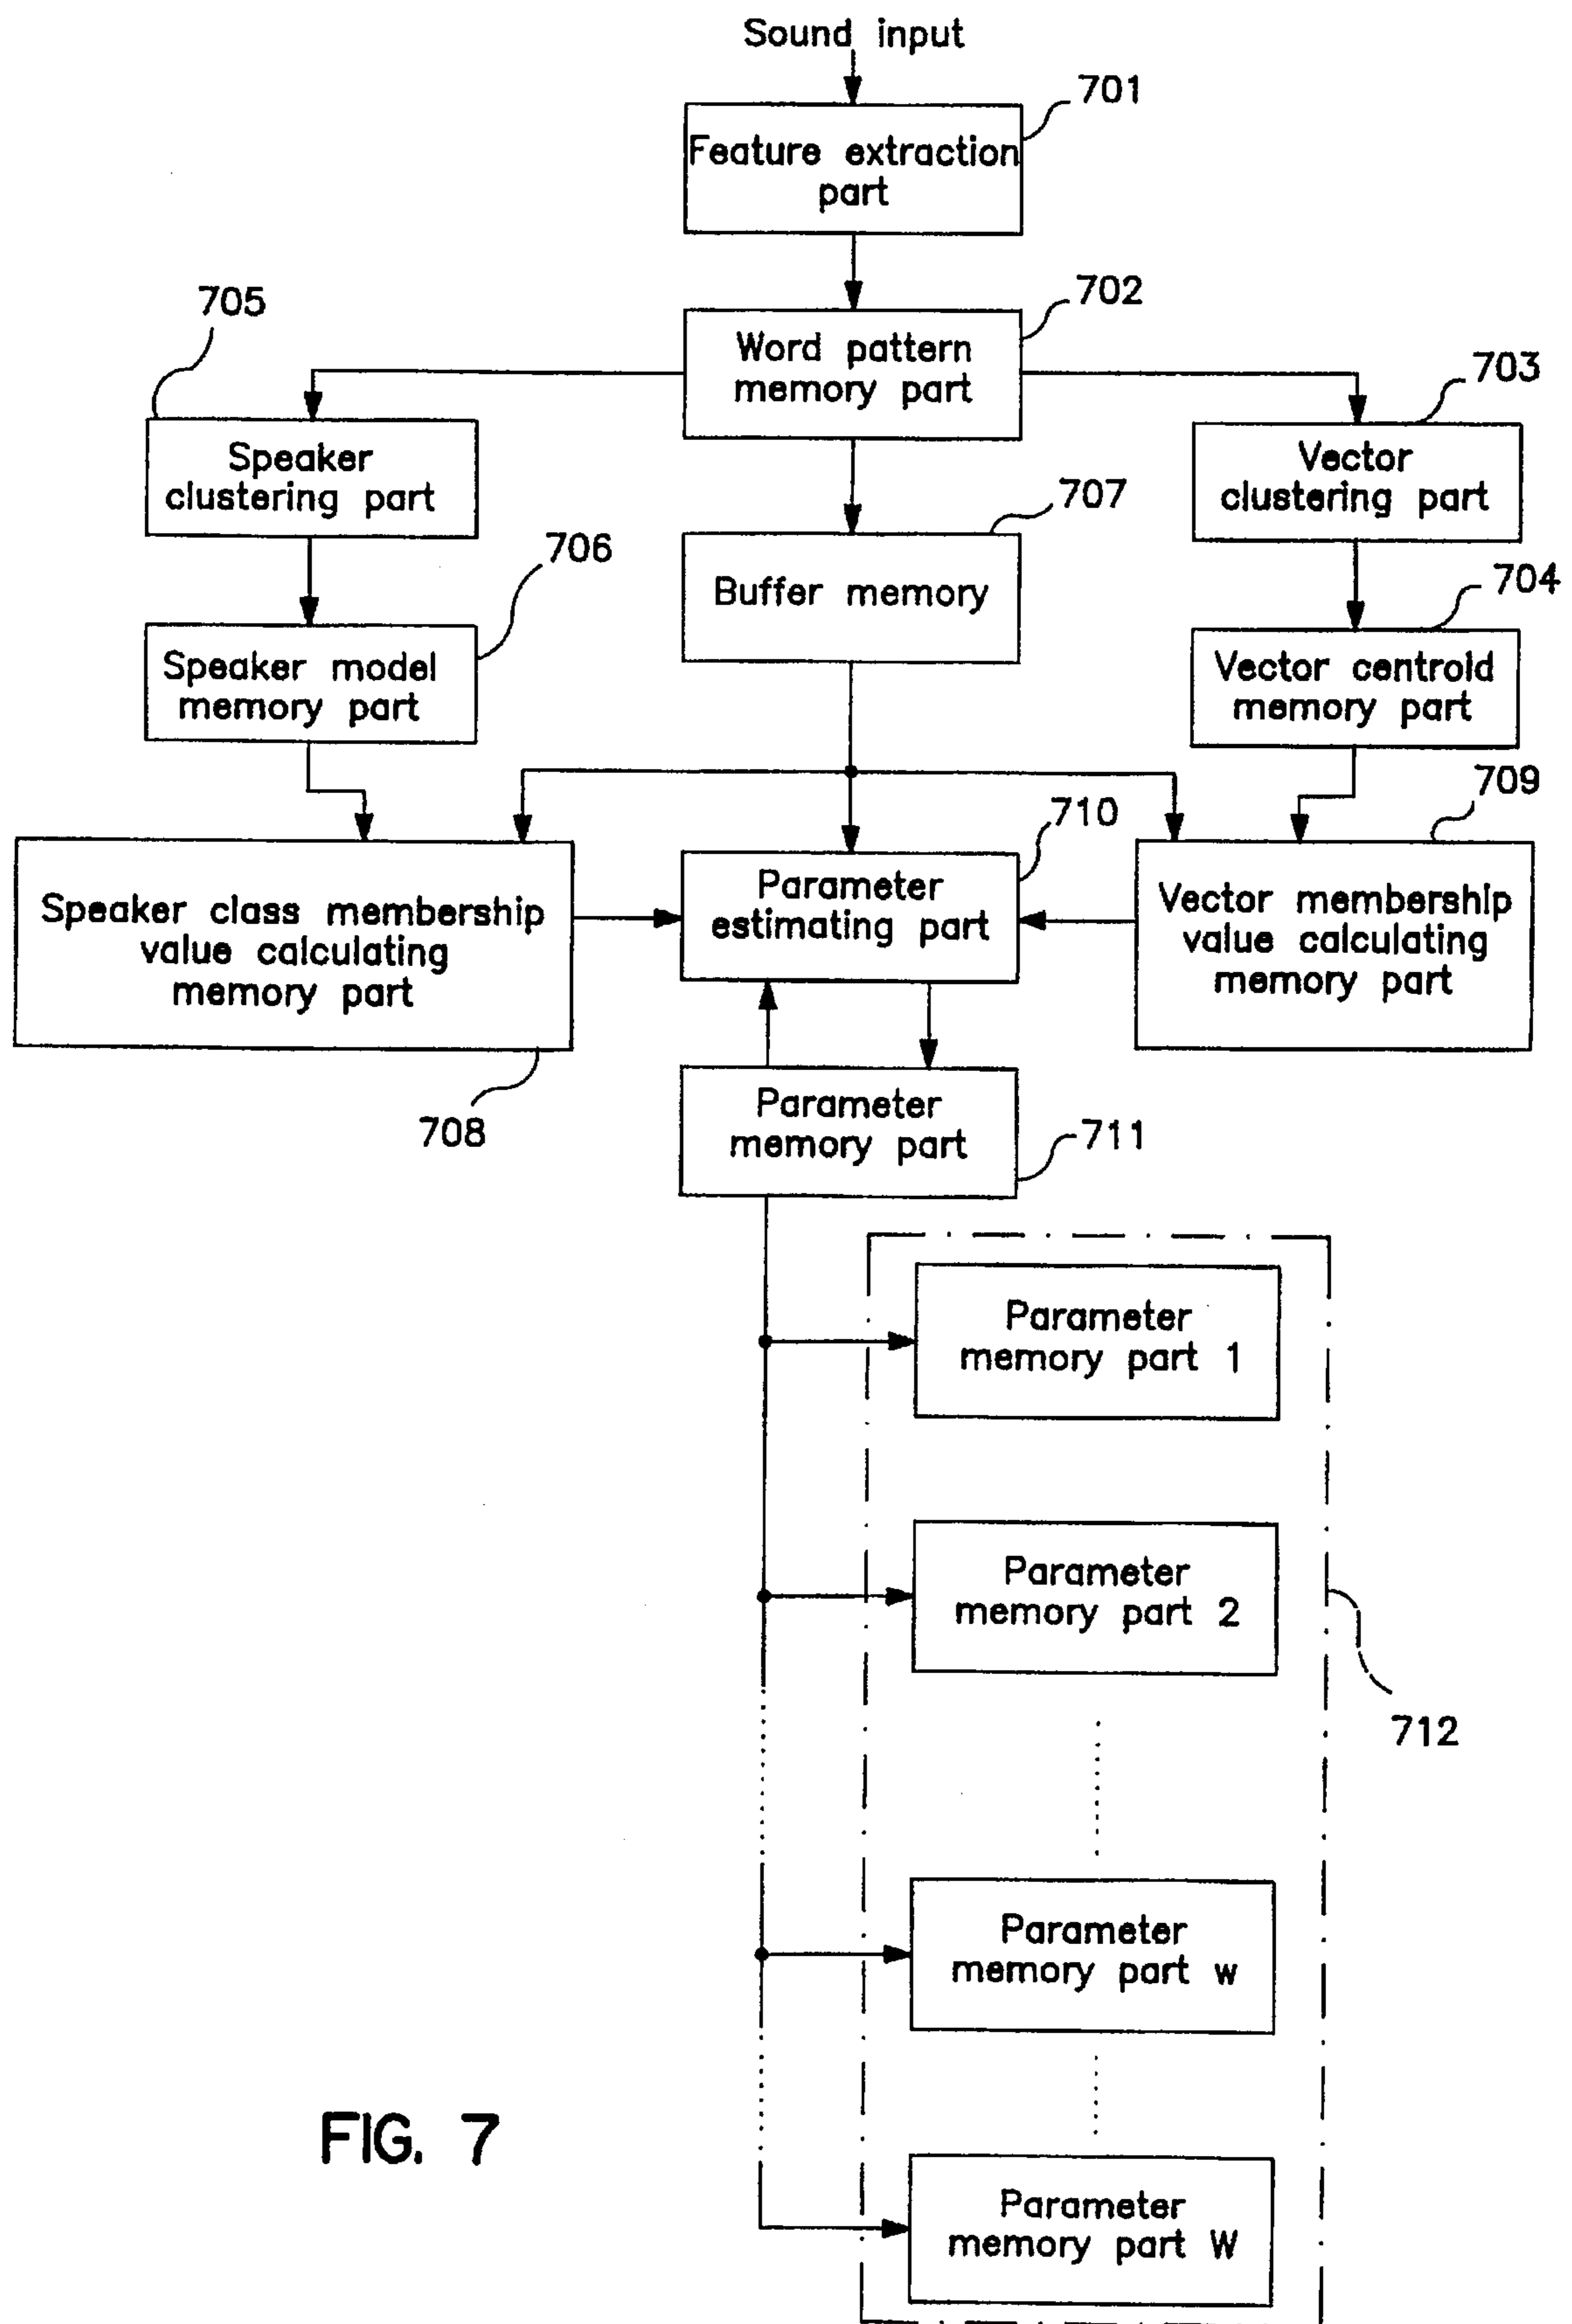 Sound input
701
Feature extraction
part
702
Word pattern
memory part
705
703
Speaker
clustering part
Vector
clustering part
707
Buffer memory
706
704
Speaker model
memory part
Vector centroid
memory part
709
710
Speaker class membership
value calculating
memory part
Parameter
estimating part
Vector membership
value calculating
memory part
708
Parameter
memory part
711
Parameter
memory part 1
Parameter
memory part 2
712
Parameter
memory part w
Parameter
memory part W
FIG. 7